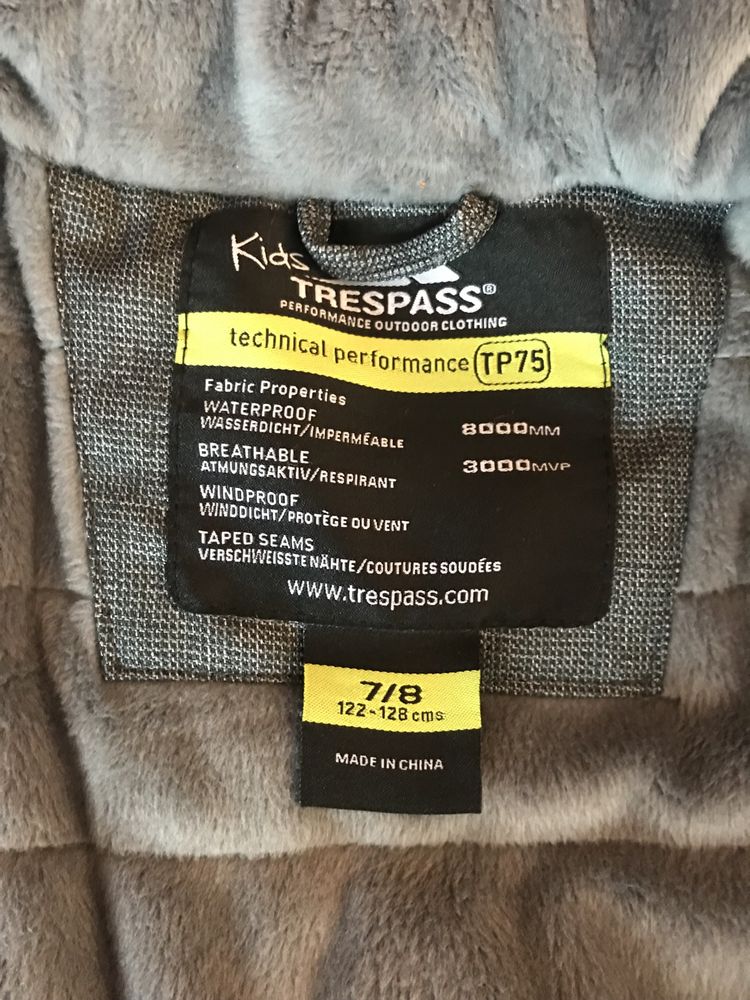 Kids
TRESPASS®
PERFORMANCE OUTDOOR CLOTHING
technical performance TP75
Fabric Properties
WATERPROOF 8000MM
WASSERDICHT/IMPERMÉABLE
BREATHABLE 3000MVP
ATMUNGSAKTIV/RESPIRANT
WINDPROOF
WINDDICHT/PROTÈGE DU VENT
TAPED SEAMS
VERSCHWEISSTE NÄHTE/COUTURES SOUDÉES
www.trespass.com
7/8
122-128 cms
MADE IN CHINA